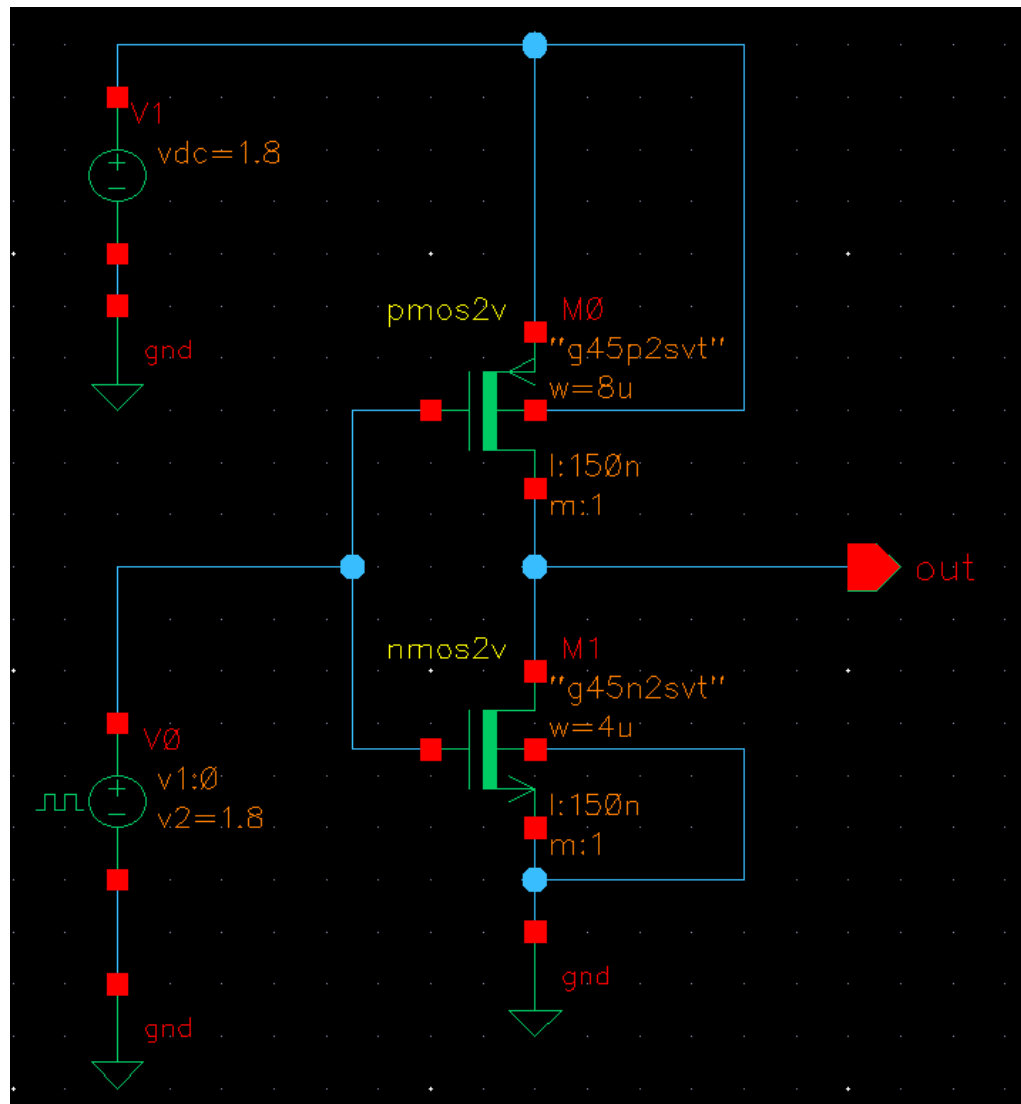 V1
vdc=1.8
gnd
pmos2v
M0
"g45p2svt"
w=8u
l:150n
m:1
out
nmos2v
M1
"g45n2svt"
w=4u
l:150n
m:1
gnd
V0
v1:0
v2=1.8
gnd